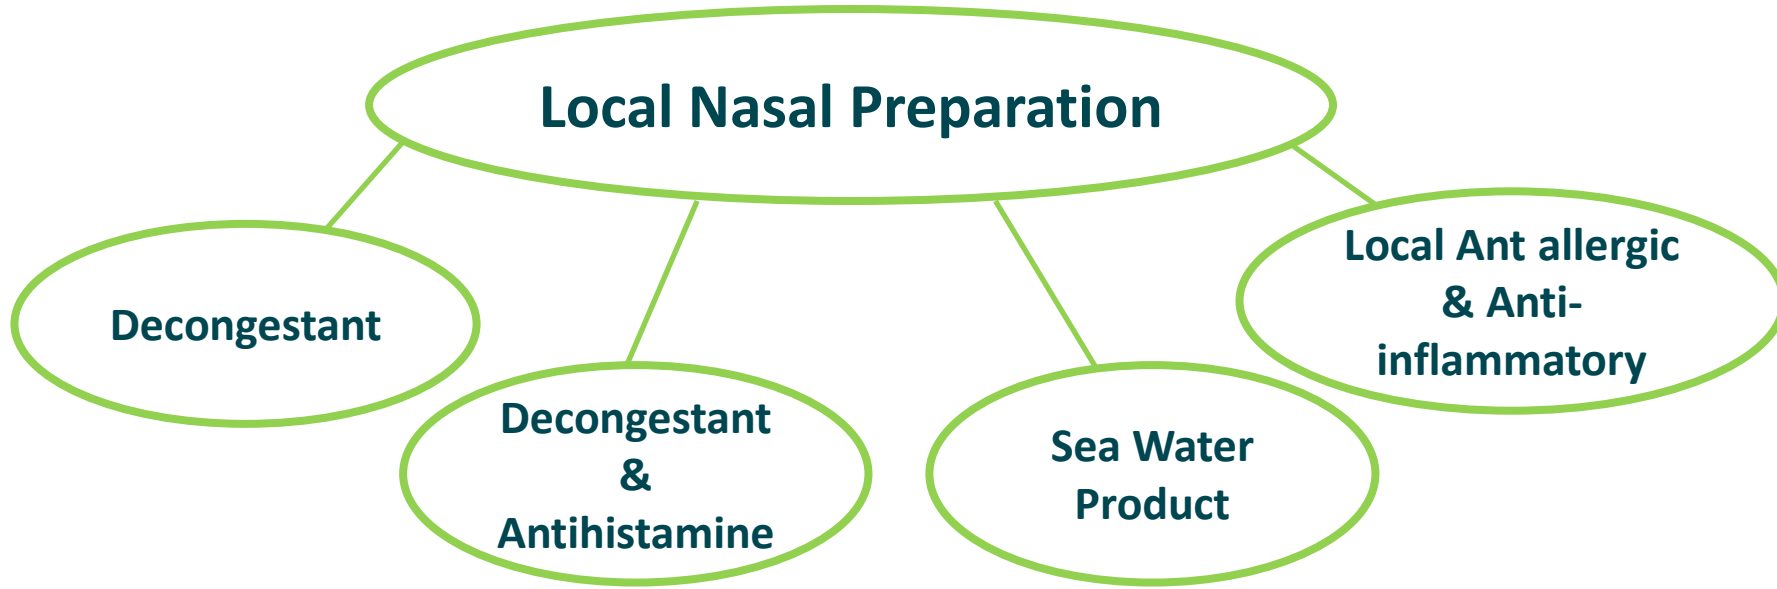 Local Nasal Preparation
Decongestant
Decongestant
&
Antihistamine
Sea Water
Product
Local Ant allergic
& Anti-
inflammatory